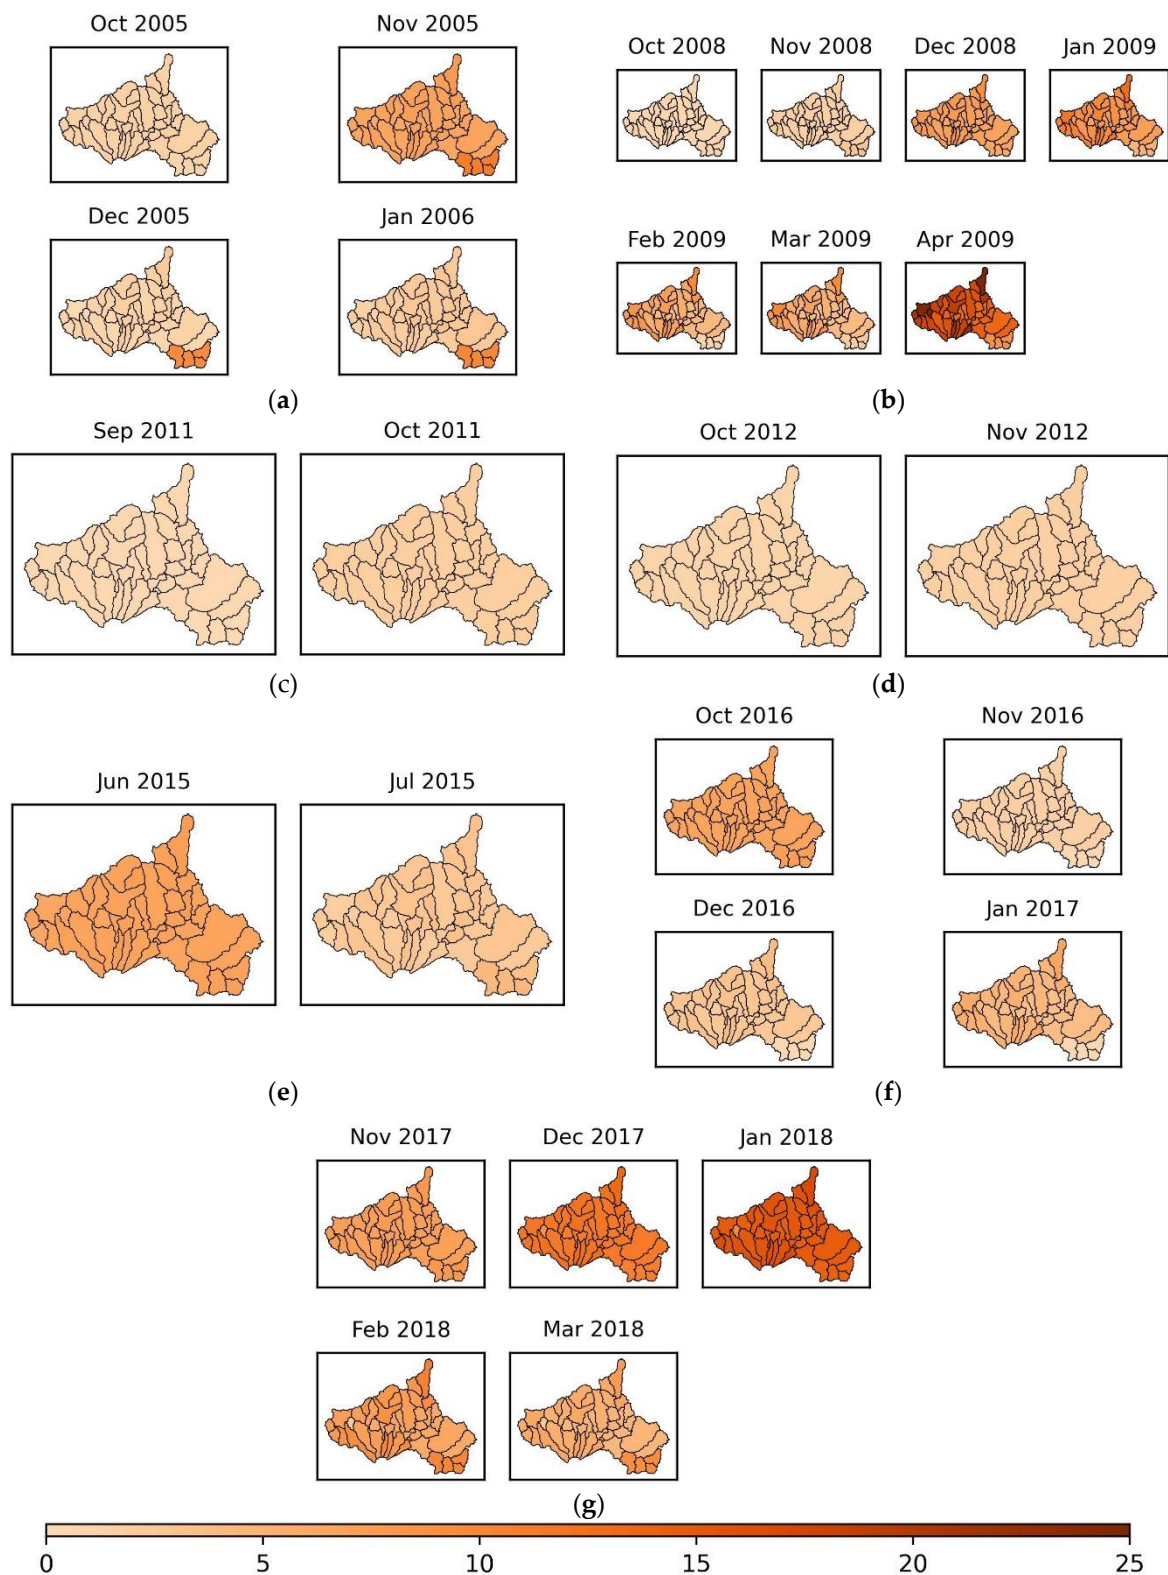 Oct 2005
Nov 2005
Dec 2005
Jan 2006
(a)
Oct 2008
Nov 2008
Dec 2008
Jan 2009
Feb 2009
Mar 2009
Apr 2009
(b)
Sep 2011
Oct 2011
(c)
Oct 2012
Nov 2012
(d)
Jun 2015
Jul 2015
(e)
Oct 2016
Nov 2016
Dec 2016
Jan 2017
(f)
Nov 2017
Dec 2017
Jan 2018
Feb 2018
Mar 2018
(g)
0 5 10 15 20 25